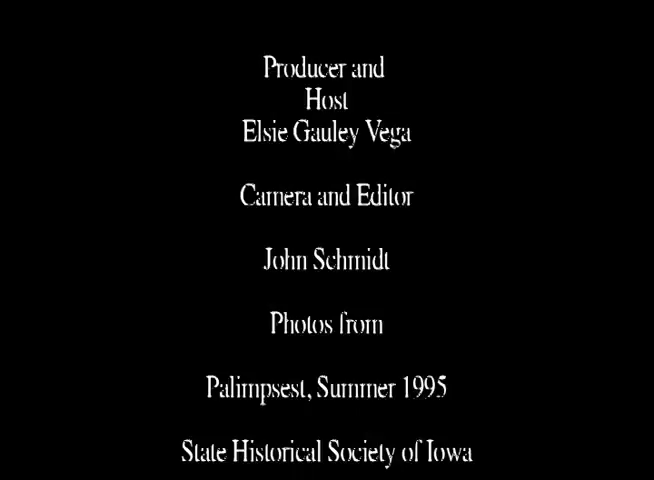 Producer and
Host
Elsie Gauley Vega
Camera and Editor
John Schmidt
Photos from
Palimpsest, Summer 1995
State Historical Society of Iowa